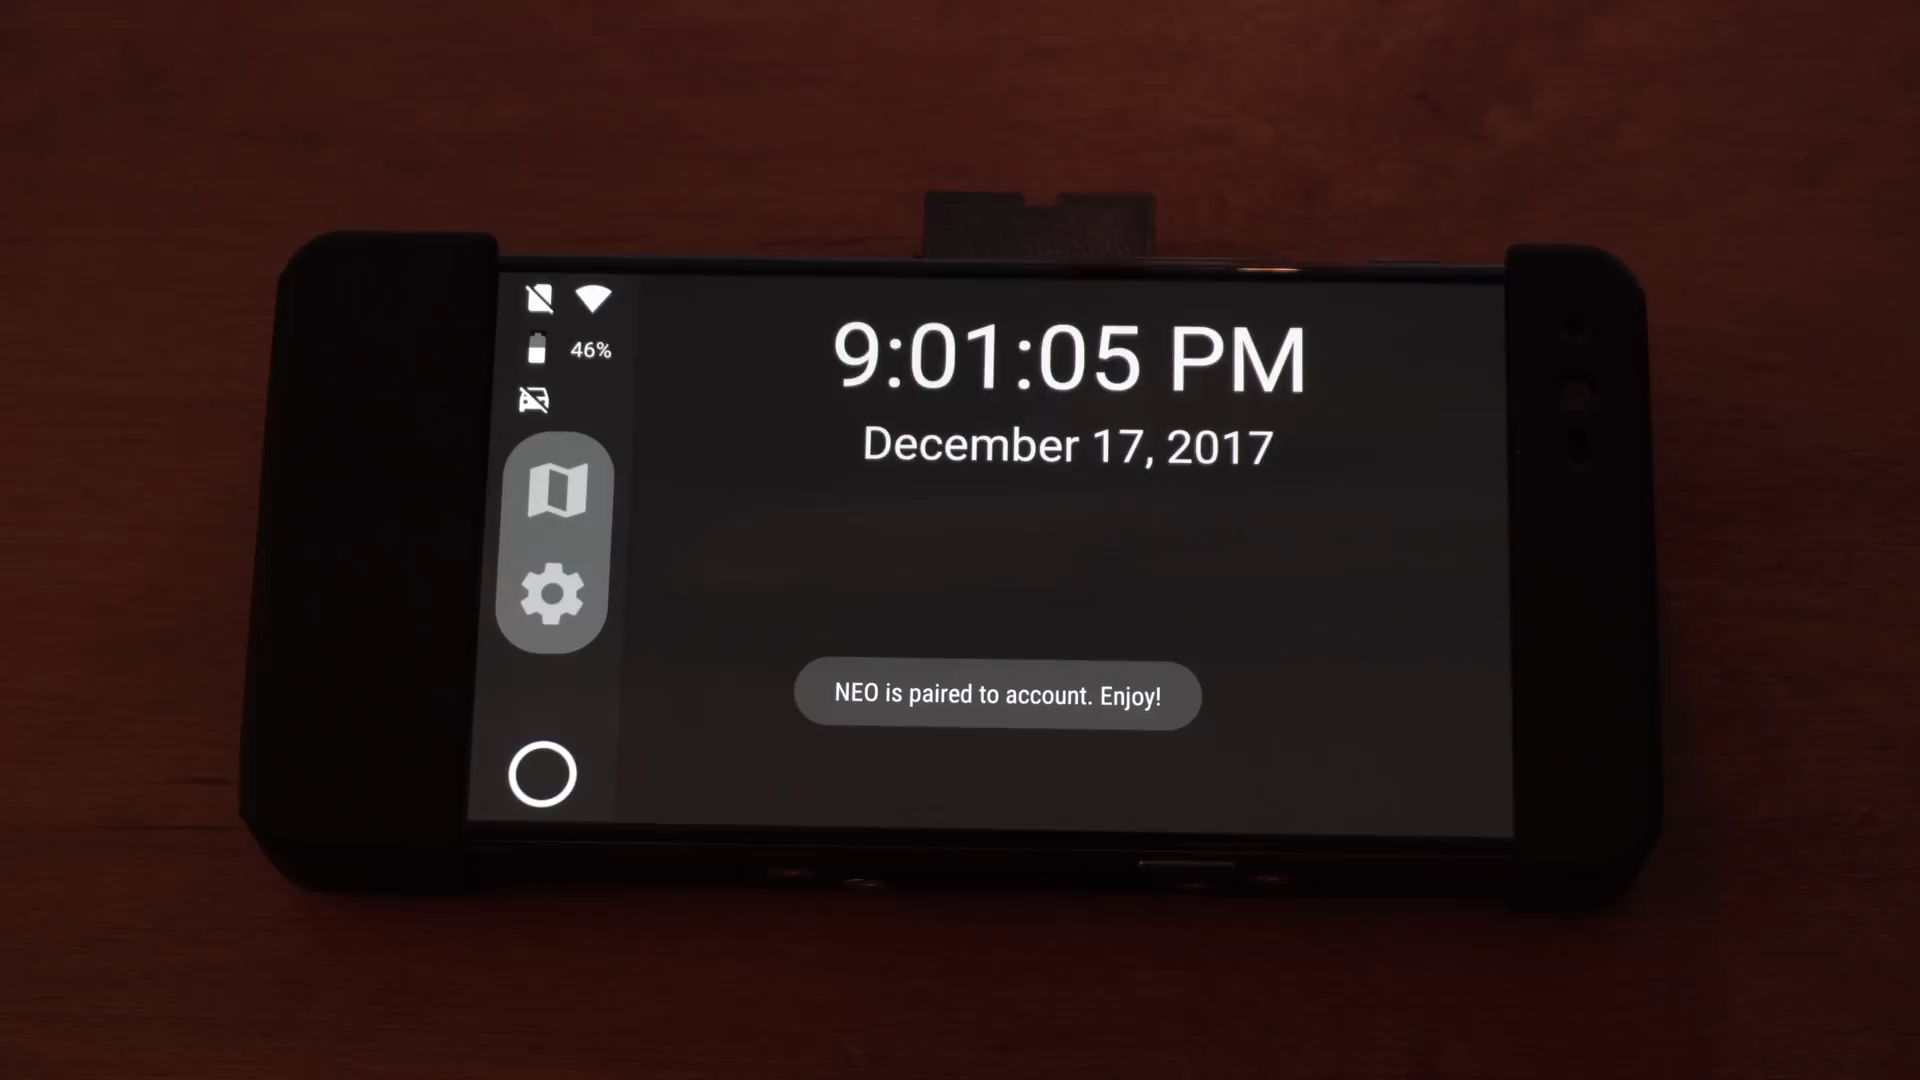 46%
9:01:05 PM
December 17, 2017
NEO is paired to account. Enjoy!